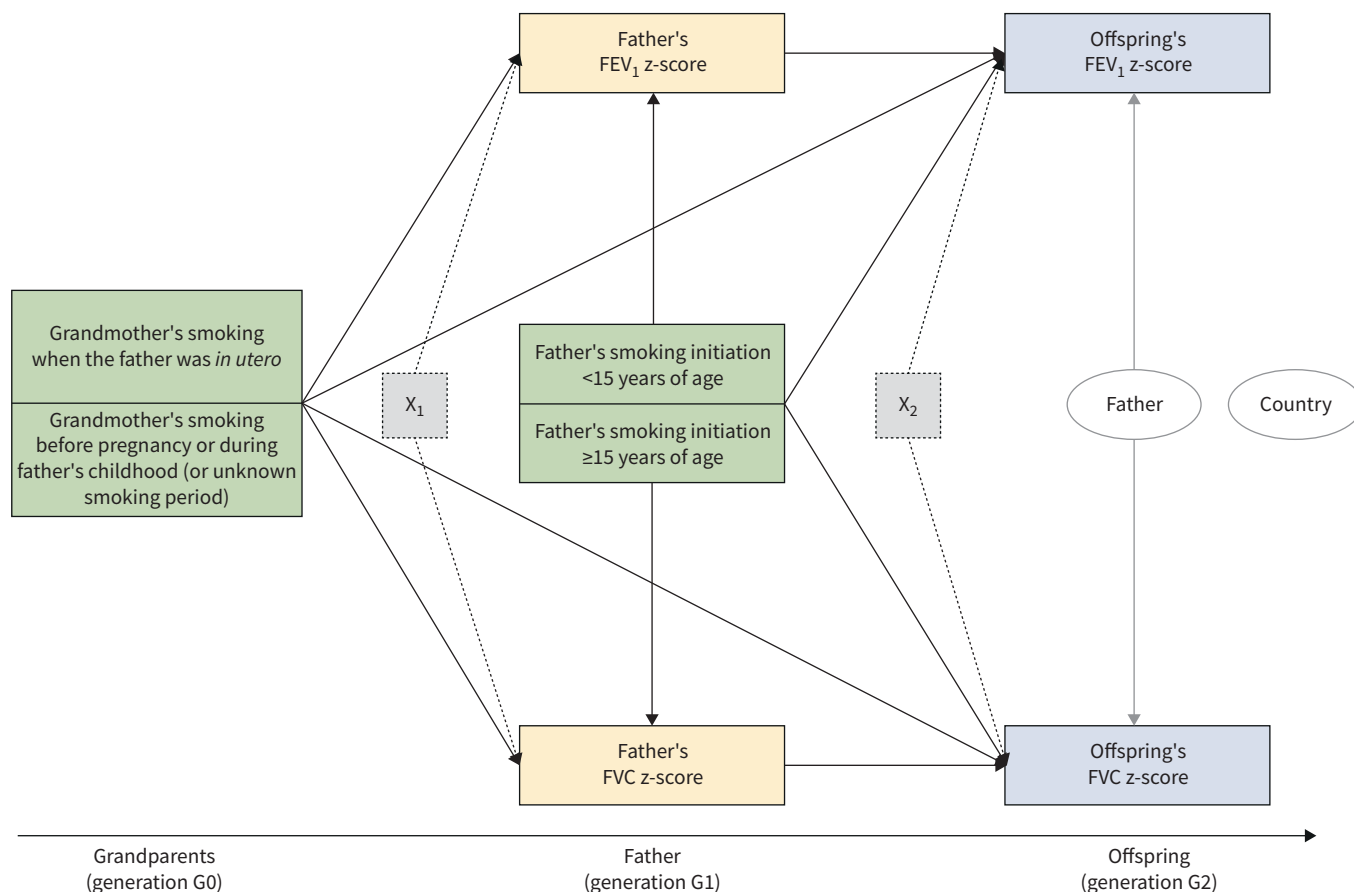 Father's
FEV₁ z-score
Offspring's
FEV₁ z-score
Grandmother's smoking
when the father was in utero
Grandmother's smoking
before pregnancy or during
father's childhood (or unknown
smoking period)
X₁
Father's smoking initiation
<15 years of age
Father's smoking initiation
≥15 years of age
X₂
Father
Country
Father's
FVC z-score
Offspring's
FVC z-score
Grandparents
(generation G0)
Father
(generation G1)
Offspring
(generation G2)